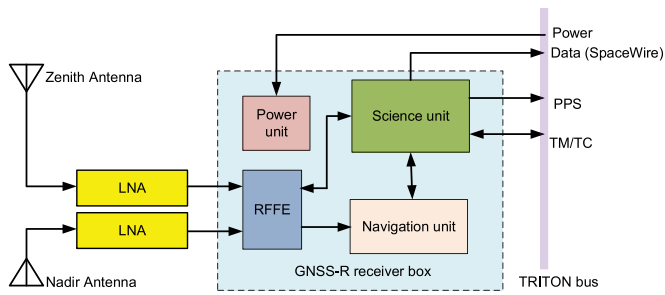 Power
Zenith Antenna
Data (SpaceWire)
Power
unit
Science unit
PPS
TM/TC
LNA
RFFE
LNA
Navigation unit
Nadir Antenna
GNSS-R receiver box
TRITON bus